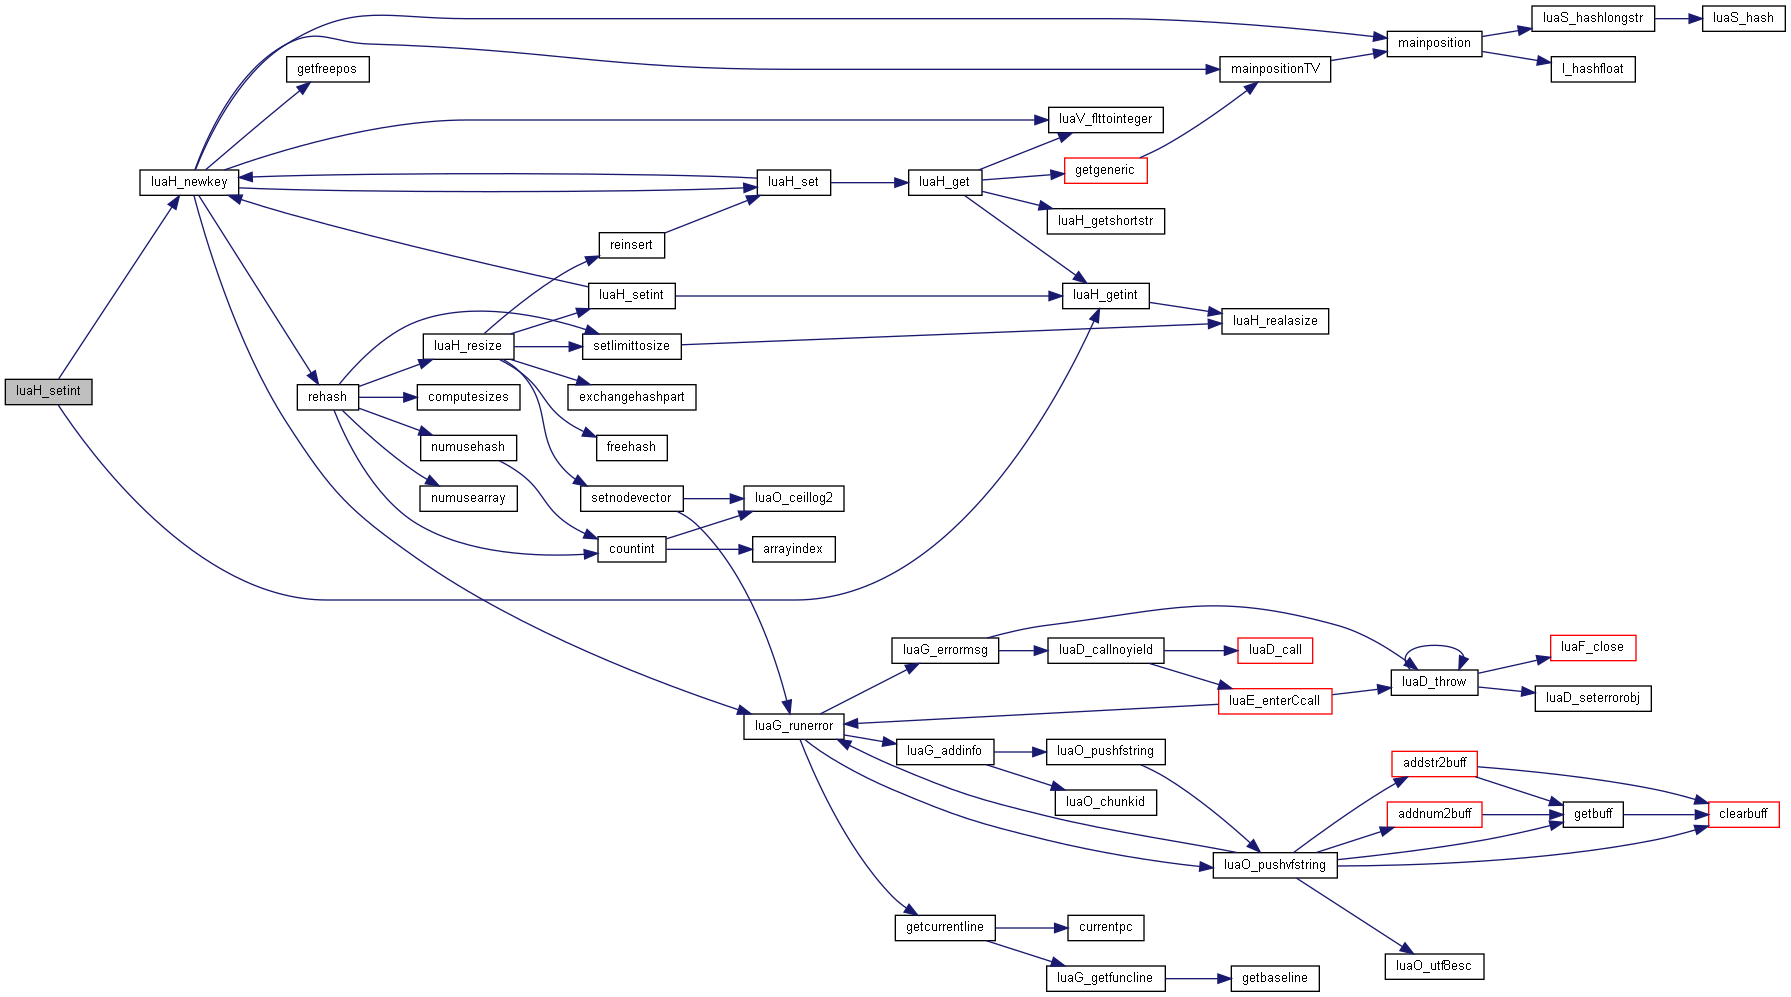 luaS_hashlongstr
luaS_hash
mainposition
getfreepos
mainpositionTV
l_hashfloat
luaV_flttointeger
getgeneric
luaH_newkey
luaH_set
luaH_get
luaH_getshortstr
reinsert
luaH_setint
luaH_getint
luaH_realasize
luaH_resize
setlimittosize
luaH_setint
rehash
computesizes
exchangehashpart
numusehash
freehash
numusearray
setnodevector
luaO_ceillog2
countint
arrayindex
luaG_errormsg
luaD_callnoyield
luaD_call
luaF_close
luaD_throw
luaE_enterCcall
luaD_seterrorobj
luaG_runerror
luaG_addinfo
luaO_pushfstring
addstr2buff
luaO_chunkid
addnum2buff
getbuff
clearbuff
luaO_pushvfstring
getcurrentline
currentpc
luaO_utf8esc
luaG_getfuncline
getbaseline